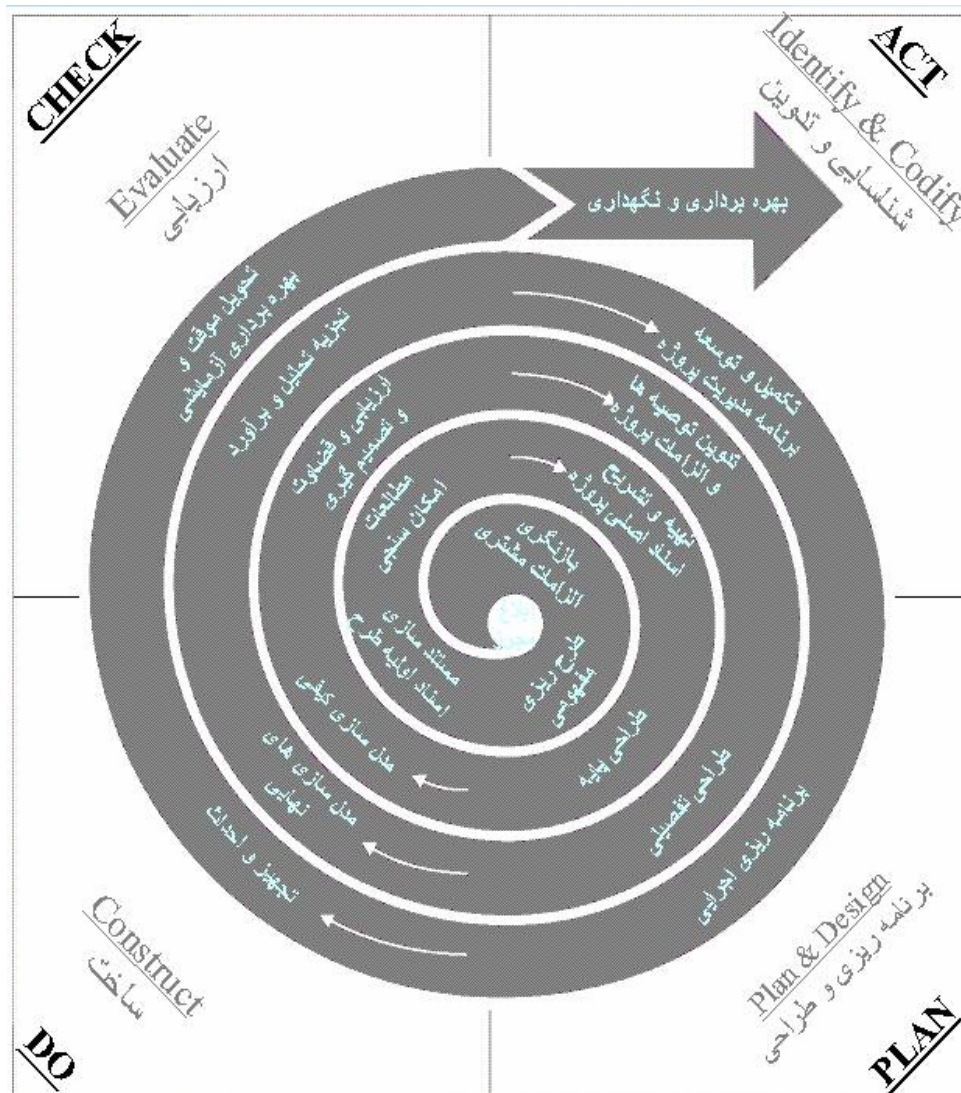 CHECK
Evaluate
ارزیابی
ACT
Identify & Codify
شناسایی و تدوین
بهره برداری و نگهداری
تحویل موقت و
بهره برداری آزمایشی
تجزیه تحلیل و برآورد
ارزیابی و قضاوت
و تصمیم گیری
مطالعات
امکان سنجی
تکمیل و توسعه
برنامه مدیریت پروژه
تدوین توصیه ها
و الزامات پروژه
تهیه و تشریح
اسناد اصلی پروژه
بازنگری
الزامات مشتری
مستند سازی
اسناد اولیه طرح
مدل سازی کیفی
مدل سازی های
نهایی
تجهیز و احداث
طرح ریزی
مفهومی
طراحی پایه
طراحی تفصیلی
برنامه ریزی اجرایی
Construct
ساخت
DO
Plan & Design
برنامه ریزی و طراحی
PLAN